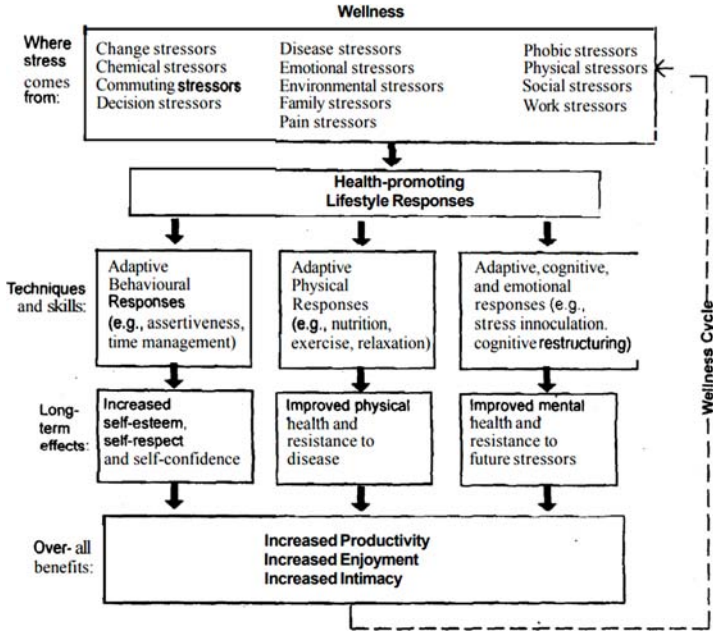 Wellness
Where
stress
comes
from:
Change stressors
Chemical stressors
Commuting stressors
Decision stressors
Disease stressors
Emotional stressors
Environmental stressors
Family stressors
Pain stressors
Phobic stressors
Physical stressors
Social stressors
Work stressors
Health-promoting
Lifestyle Responses
Techniques
and skills:
Adaptive
Behavioural
Responses
(e.g., assertiveness,
time management)
Adaptive
Physical
Responses
(e.g., nutrition,
exercise, relaxation)
Adaptive, cognitive,
and emotional
responses (e.g.,
stress innoculation.
cognitive restructuring)
Long-
term
effects:
Increased
self-esteem,
self-respect
and self-confidence
Improved physical
health and
resistance to
disease
Improved mental
health and
resistance to
future stressors
Over- all
benefits:
Increased Productivity
Increased Enjoyment
Increased Intimacy
Wellness Cycle